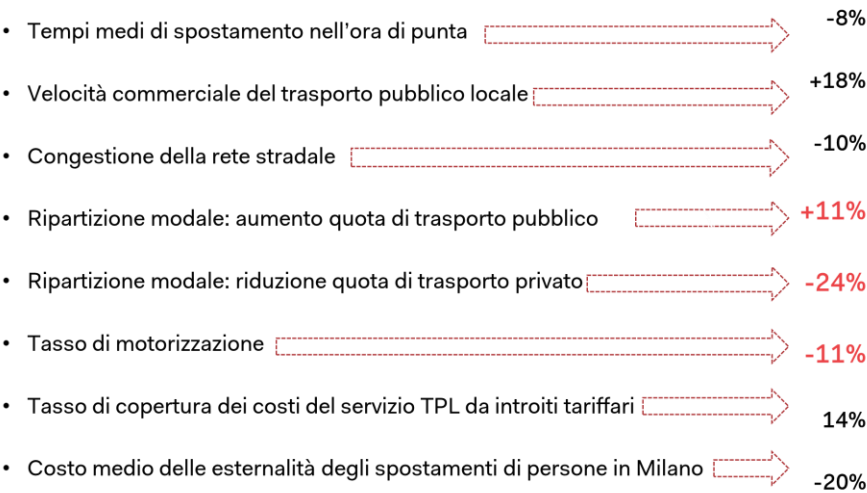 • Tempi medi di spostamento nell'ora di punta -8%
• Velocità commerciale del trasporto pubblico locale +18%
• Congestione della rete stradale -10%
• Ripartizione modale: aumento quota di trasporto pubblico +11%
• Ripartizione modale: riduzione quota di trasporto privato -24%
• Tasso di motorizzazione -11%
• Tasso di copertura dei costi del servizio TPL da introiti tariffari 14%
• Costo medio delle esternalità degli spostamenti di persone in Milano -20%